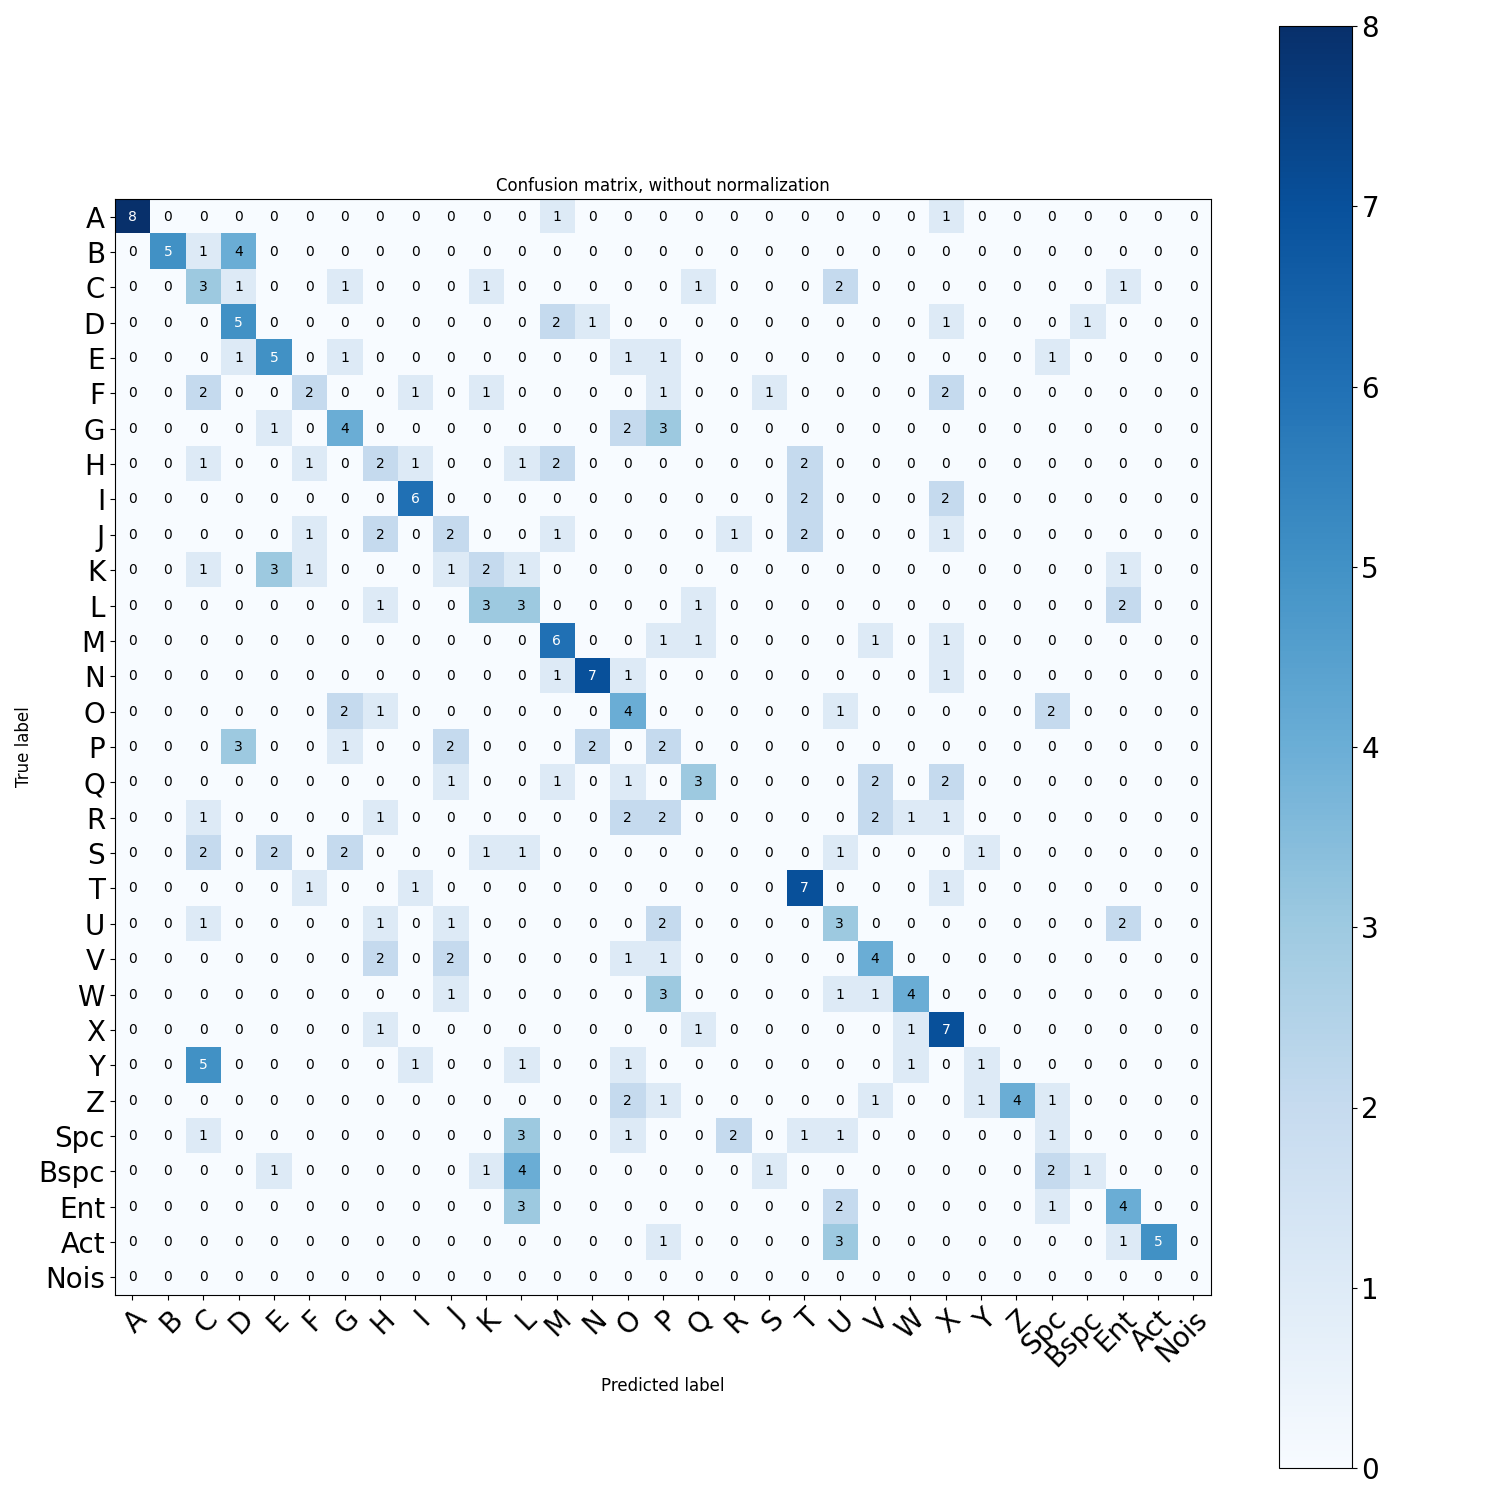 Confusion matrix, without normalization
A 8 0 0 0 0 0 0 0 0 0 0 0 1 0 0 0 0 0 0 0 0 0 0 1 0 0 0 0 0 0 0
B 0 5 1 4 0 0 0 0 0 0 0 0 0 0 0 0 0 0 0 0 0 0 0 0 0 0 0 0 0 0 0
C 0 0 3 1 0 0 1 0 0 0 1 0 0 0 0 0 1 0 0 0 2 0 0 0 0 0 0 0 1 0 0
D 0 0 0 5 0 0 0 0 0 0 0 0 2 1 0 0 0 0 0 0 0 0 0 1 0 0 0 1 0 0 0
E 0 0 0 1 5 0 1 0 0 0 0 0 0 0 1 1 0 0 0 0 0 0 0 0 0 0 1 0 0 0 0
F 0 0 2 0 0 2 0 0 1 0 1 0 0 0 0 1 0 0 1 0 0 0 0 2 0 0 0 0 0 0 0
G 0 0 0 0 1 0 4 0 0 0 0 0 0 0 2 3 0 0 0 0 0 0 0 0 0 0 0 0 0 0 0
H 0 0 1 0 0 1 0 2 1 0 0 1 2 0 0 0 0 0 0 2 0 0 0 0 0 0 0 0 0 0 0
I 0 0 0 0 0 0 0 0 6 0 0 0 0 0 0 0 0 0 0 2 0 0 0 2 0 0 0 0 0 0 0
J 0 0 0 0 0 1 0 2 0 2 0 0 1 0 0 0 0 1 0 2 0 0 0 1 0 0 0 0 0 0 0
K 0 0 1 0 3 1 0 0 0 1 2 1 0 0 0 0 0 0 0 0 0 0 0 0 0 0 0 0 1 0 0
L 0 0 0 0 0 0 0 1 0 0 3 3 0 0 0 0 1 0 0 0 0 0 0 0 0 0 0 0 2 0 0
M 0 0 0 0 0 0 0 0 0 0 0 0 6 0 0 1 1 0 0 0 0 1 0 1 0 0 0 0 0 0 0
N 0 0 0 0 0 0 0 0 0 0 0 0 1 7 1 0 0 0 0 0 0 0 0 1 0 0 0 0 0 0 0
O 0 0 0 0 0 0 2 1 0 0 0 0 0 0 4 0 0 0 0 0 1 0 0 0 0 0 2 0 0 0 0
P 0 0 0 3 0 0 1 0 0 2 0 0 0 2 0 2 0 0 0 0 0 0 0 0 0 0 0 0 0 0 0
Q 0 0 0 0 0 0 0 0 0 1 0 0 1 0 1 0 3 0 0 0 0 2 0 2 0 0 0 0 0 0 0
R 0 0 1 0 0 0 0 1 0 0 0 0 0 0 2 2 0 0 0 0 0 2 1 1 0 0 0 0 0 0 0
S 0 0 2 0 2 0 2 0 0 0 1 1 0 0 0 0 0 0 0 0 1 0 0 0 1 0 0 0 0 0 0
T 0 0 0 0 0 1 0 0 1 0 0 0 0 0 0 0 0 0 0 7 0 0 0 1 0 0 0 0 0 0 0
U 0 0 1 0 0 0 0 1 0 1 0 0 0 0 0 2 0 0 0 0 3 0 0 0 0 0 0 0 2 0 0
V 0 0 0 0 0 0 0 2 0 2 0 0 0 0 1 1 0 0 0 0 0 4 0 0 0 0 0 0 0 0 0
W 0 0 0 0 0 0 0 0 0 1 0 0 0 0 0 3 0 0 0 0 1 1 4 0 0 0 0 0 0 0 0
X 0 0 0 0 0 0 0 1 0 0 0 0 0 0 0 0 1 0 0 0 0 0 1 7 0 0 0 0 0 0 0
Y 0 0 5 0 0 0 0 0 1 0 0 1 0 0 1 0 0 0 0 0 0 0 1 0 1 0 0 0 0 0 0
Z 0 0 0 0 0 0 0 0 0 0 0 0 0 0 2 1 0 0 0 0 0 1 0 0 1 4 1 0 0 0 0
Spc 0 0 1 0 0 0 0 0 0 0 0 3 0 0 1 0 0 2 0 1 1 0 0 0 0 0 1 0 0 0 0
Bspc 0 0 0 0 1 0 0 0 0 0 1 4 0 0 0 0 0 0 1 0 0 0 0 0 0 0 2 1 0 0 0
Ent 0 0 0 0 0 0 0 0 0 0 0 3 0 0 0 0 0 0 0 0 2 0 0 0 0 0 1 0 4 0 0
Act 0 0 0 0 0 0 0 0 0 0 0 0 0 0 0 1 0 0 0 0 3 0 0 0 0 0 0 0 1 5 0
Nois 0 0 0 0 0 0 0 0 0 0 0 0 0 0 0 0 0 0 0 0 0 0 0 0 0 0 0 0 0 0 0
A B C D E F G H I J K L M N O P Q R S T U V W X Y Z Spc Bspc Ent Act Nois
Predicted label
True label
8
7
6
5
4
3
2
1
0